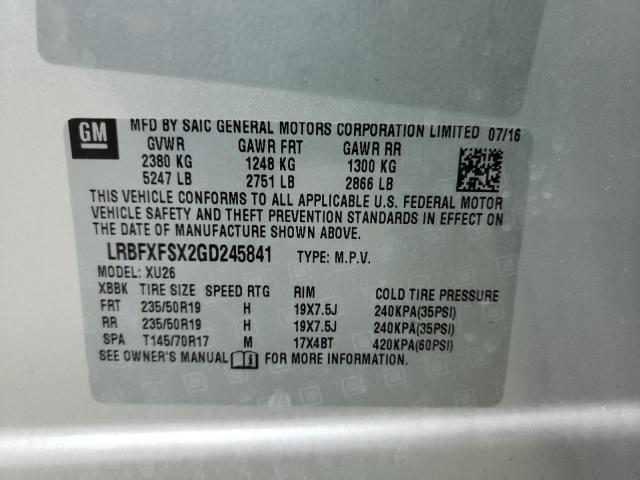 GM
MFD BY SAIC GENERAL MOTORS CORPORATION LIMITED 07/16
GVWR GAWR FRT GAWR RR
2380 KG 1248 KG 1300 KG
5247 LB 2751 LB 2866 LB
THIS VEHICLE CONFORMS TO ALL APPLICABLE U.S. FEDERAL MOTOR
VEHICLE SAFETY AND THEFT PREVENTION STANDARDS IN EFFECT ON
THE DATE OF MANUFACTURE SHOWN ABOVE.
LRBFXFSX2GD245841 TYPE: M.P.V.
MODEL: XU26
XBBK TIRE SIZE SPEED RTG RIM COLD TIRE PRESSURE
FRT 235/50R19 H 19X7.5J 240KPA(35PSI)
RR 235/50R19 H 19X7.5J 240KPA(35PSI)
SPA T145/70R17 M 17X4BT 420KPA(60PSI)
SEE OWNER'S MANUAL FOR MORE INFORMATION.